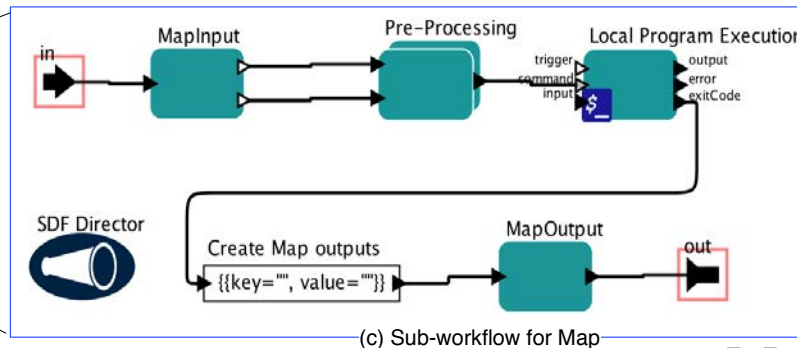 in
MapInput
Pre-Processing
Local Program Execution
trigger
command
input
$_
output
error
exitCode
SDF Director
Create Map outputs
{{key="", value=""}}
MapOutput
out
(c) Sub-workflow for Map